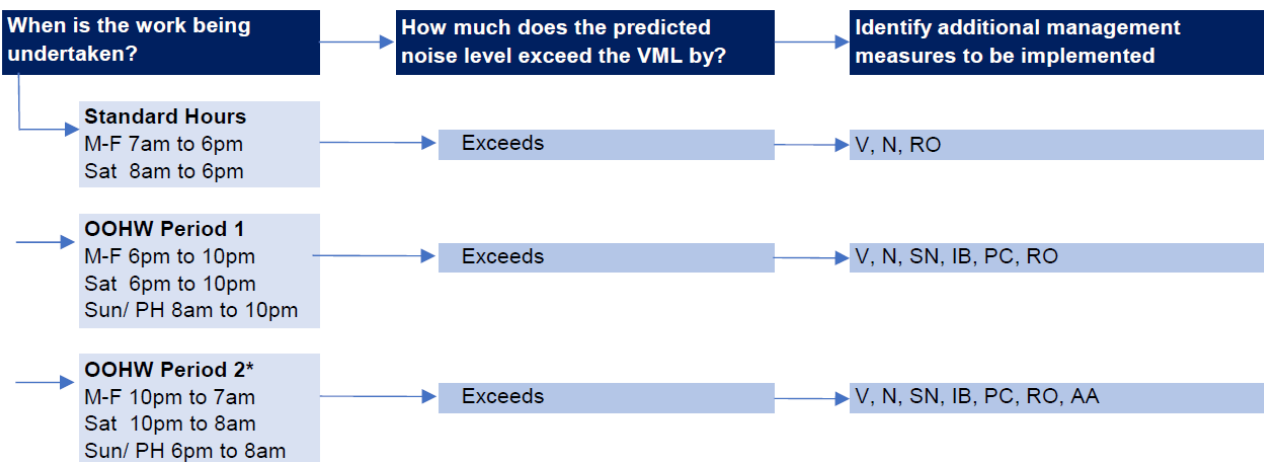 When is the work being
undertaken?
How much does the predicted
noise level exceed the VML by?
Identify additional management
measures to be implemented
Standard Hours
M-F 7am to 6pm
Sat 8am to 6pm
Exceeds
V, N, RO
OOHW Period 1
M-F 6pm to 10pm
Sat 6pm to 10pm
Sun/ PH 8am to 10pm
Exceeds
V, N, SN, IB, PC, RO
OOHW Period 2*
M-F 10pm to 7am
Sat 10pm to 8am
Sun/ PH 6pm to 8am
Exceeds
V, N, SN, IB, PC, RO, AA